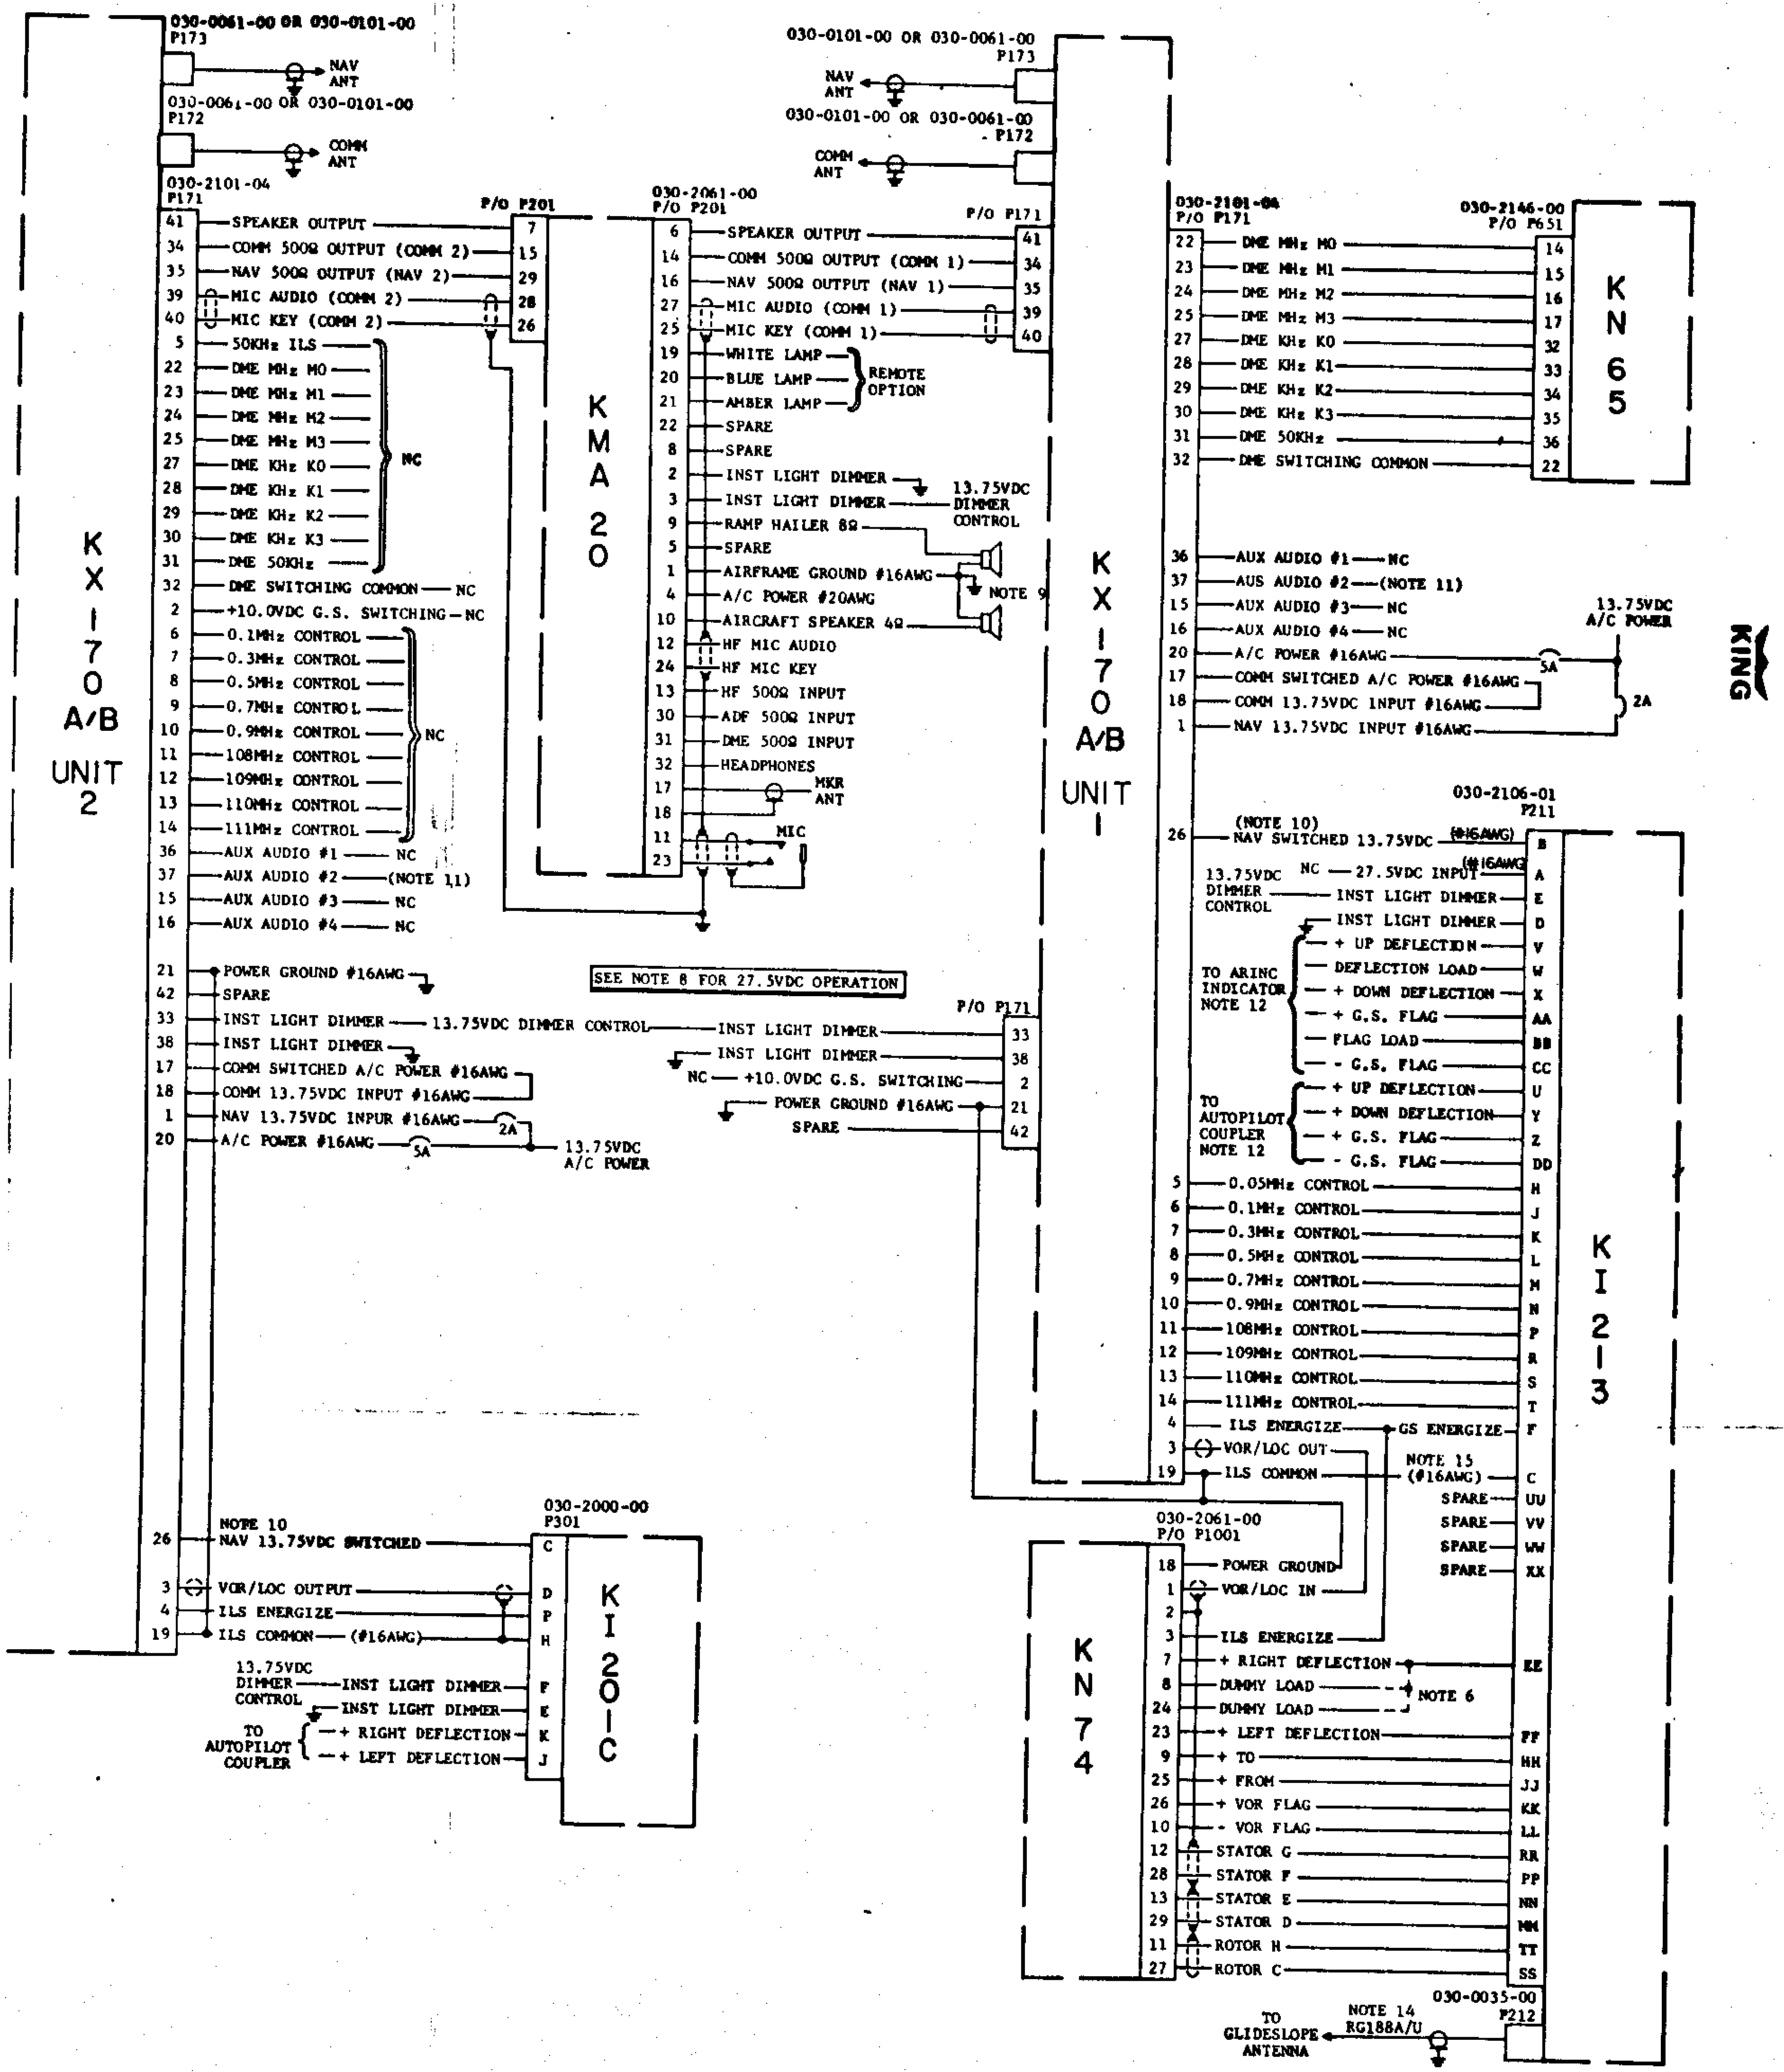 030-0061-00 OR 030-0101-00
P173
NAV
ANT
030-0061-00 OR 030-0101-00
P172
COMM
ANT
030-2101-04
P171
41 SPEAKER OUTPUT 7
34 COMM 500Ω OUTPUT (COMM 2) 15
35 NAV 500Ω OUTPUT (NAV 2) 29
39 MIC AUDIO (COMM 2) 28
40 MIC KEY (COMM 2) 26
5 50KHz ILS
22 DME MHz M0
23 DME MHz M1
24 DME MHz M2
25 DME MHz M3
27 DME KHz K0
28 DME KHz K1
29 DME KHz K2
30 DME KHz K3
31 DME 50KHz
NC
32 DME SWITCHING COMMON NC
2 +10.0VDC G.S. SWITCHING NC
6 0.1MHz CONTROL
7 0.3MHz CONTROL
8 0.5MHz CONTROL
9 0.7MHz CONTROL
10 0.9MHz CONTROL
11 108MHz CONTROL
12 109MHz CONTROL
13 110MHz CONTROL
14 111MHz CONTROL
NC
36 AUX AUDIO #1 NC
37 AUX AUDIO #2 (NOTE 11)
15 AUX AUDIO #3 NC
16 AUX AUDIO #4 NC
21 POWER GROUND #16AWG
42 SPARE
33 INST LIGHT DIMMER 13.75VDC DIMMER CONTROL INST LIGHT DIMMER 33
38 INST LIGHT DIMMER
17 COMM SWITCHED A/C POWER #16AWG
18 COMM 13.75VDC INPUT #16AWG
1 NAV 13.75VDC INPUR #16AWG 2A
20 A/C POWER #16AWG 5A
13.75VDC
A/C POWER
KX 170 A/B UNIT 2
P/O P201
KMA 20
030-2061-00
P/O P201
P/O P171
6 SPEAKER OUTPUT 41
14 COMM 500Ω OUTPUT (COMM 1) 34
16 NAV 500Ω OUTPUT (NAV 1) 35
27 MIC AUDIO (COMM 1) 39
25 MIC KEY (COMM 1) 40
19 WHITE LAMP
20 BLUE LAMP
21 AMBER LAMP
REMOTE
OPTION
22 SPARE
8 SPARE
2 INST LIGHT DIMMER
3 INST LIGHT DIMMER
13.75VDC
DIMMER
CONTROL
9 RAMP HAILER 8Ω
5 SPARE
1 AIRFRAME GROUND #16AWG
NOTE 9
4 A/C POWER #20AWG
10 AIRCRAFT SPEAKER 4Ω
12 HF MIC AUDIO
24 HF MIC KEY
13 HF 500Ω INPUT
30 ADF 500Ω INPUT
31 DME 500Ω INPUT
32 HEADPHONES
17 MKR
ANT
18
11 MIC
23
SEE NOTE 8 FOR 27.5VDC OPERATION
P/O P171
INST LIGHT DIMMER 38
NC +10.0VDC G.S. SWITCHING 2
POWER GROUND #16AWG 21
SPARE 42
030-0101-00 OR 030-0061-00
P173
NAV
ANT
030-0101-00 OR 030-0061-00
P172
COMM
ANT
KX 170 A/B UNIT 1
030-2101-04
P/O P171
030-2146-00
P/O P651
22 DME MHz M0 14
23 DME MHz M1 15
24 DME MHz M2 16
25 DME MHz M3 17
27 DME KHz K0 32
28 DME KHz K1 33
29 DME KHz K2 34
30 DME KHz K3 35
31 DME 50KHz 36
32 DME SWITCHING COMMON 22
KN 65
36 AUX AUDIO #1 NC
37 AUS AUDIO #2 (NOTE 11)
15 AUX AUDIO #3 NC
16 AUX AUDIO #4 NC
20 A/C POWER #16AWG 5A
13.75VDC
A/C POWER
17 COMM SWITCHED A/C POWER #16AWG
18 COMM 13.75VDC INPUT #16AWG
2A
1 NAV 13.75VDC INPUT #16AWG
KING
030-2106-01
P211
(NOTE 10)
26 NAV SWITCHED 13.75VDC (#16AWG) B
NC 27.5VDC INPUT (#16AWG A
13.75VDC
DIMMER
CONTROL
INST LIGHT DIMMER E
INST LIGHT DIMMER D
TO ARINC
INDICATOR
NOTE 12
+ UP DEFLECTION V
DEFLECTION LOAD W
+ DOWN DEFLECTION X
+ G.S. FLAG AA
FLAG LOAD BB
- G.S. FLAG CC
TO
AUTOPILOT
COUPLER
NOTE 12
+ UP DEFLECTION U
+ DOWN DEFLECTION Y
+ G.S. FLAG Z
- G.S. FLAG DD
5 0.05MHz CONTROL H
6 0.1MHz CONTROL J
7 0.3MHz CONTROL K
8 0.5MHz CONTROL L
9 0.7MHz CONTROL M
10 0.9MHz CONTROL N
11 108MHz CONTROL P
12 109MHz CONTROL R
13 110MHz CONTROL S
14 111MHz CONTROL T
4 ILS ENERGIZE GS ENERGIZE F
3 VOR/LOC OUT
19 ILS COMMON
NOTE 15
(#16AWG) C
SPARE UU
SPARE VV
SPARE WW
SPARE XX
KI 213
030-2061-00
P/O P1001
18 POWER GROUND
1 VOR/LOC IN
2
3 ILS ENERGIZE
7 + RIGHT DEFLECTION EE
8 DUMMY LOAD
NOTE 6
24 DUMMY LOAD
23 + LEFT DEFLECTION FF
9 + TO HH
25 + FROM JJ
26 + VOR FLAG KK
10 - VOR FLAG LL
12 STATOR G RR
28 STATOR F PP
13 STATOR E NN
29 STATOR D MM
11 ROTOR H TT
27 ROTOR C SS
KN 74
030-0035-00
P212
TO
GLIDESLOPE
ANTENNA
NOTE 14
RG188A/U
030-2000-00
P301
NOTE 10
26 NAV 13.75VDC SWITCHED C
3 VOR/LOC OUTPUT D
4 ILS ENERGIZE P
19 ILS COMMON (#16AWG) H
13.75VDC
DIMMER
CONTROL
INST LIGHT DIMMER F
INST LIGHT DIMMER E
TO
AUTOPILOT
COUPLER
+ RIGHT DEFLECTION K
+ LEFT DEFLECTION J
KI 201C